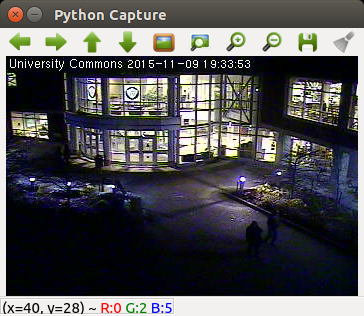 Python Capture
University Commons 2015-11-09 19:33:53
(x=40, y=28) ~ R:0 G:2 B:5